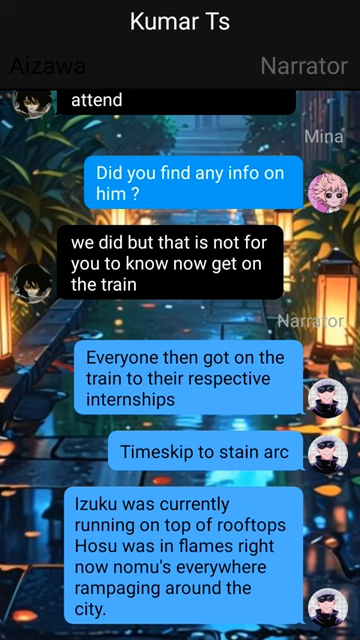 Kumar Ts
Aizawa
Narrator
attend
Mina
Did you find any info on
him ?
we did but that is not for
you to know now get on
the train
Narrator
Everyone then got on the
train to their respective
internships
Timeskip to stain arc
Izuku was currently
running on top of rooftops
Hosu was in flames right
now nomu's everywhere
rampaging around the
city.